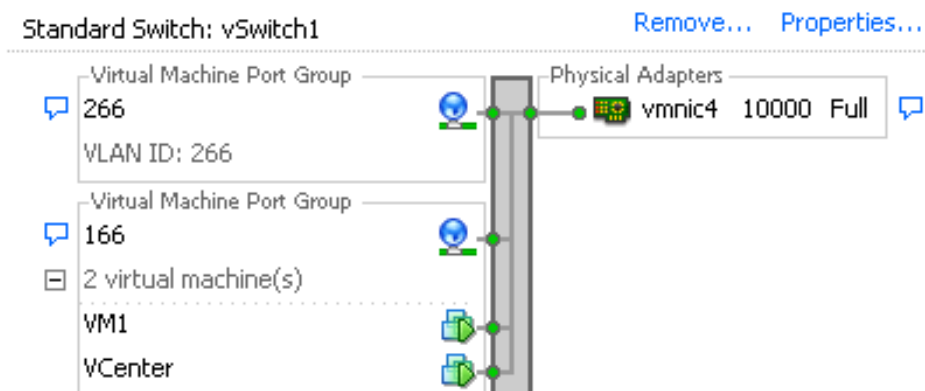 Standard Switch: vSwitch1
Remove... Properties...
Virtual Machine Port Group
266
VLAN ID: 266
Physical Adapters
vmnic4 10000 Full
Virtual Machine Port Group
166
2 virtual machine(s)
VM1
VCenter